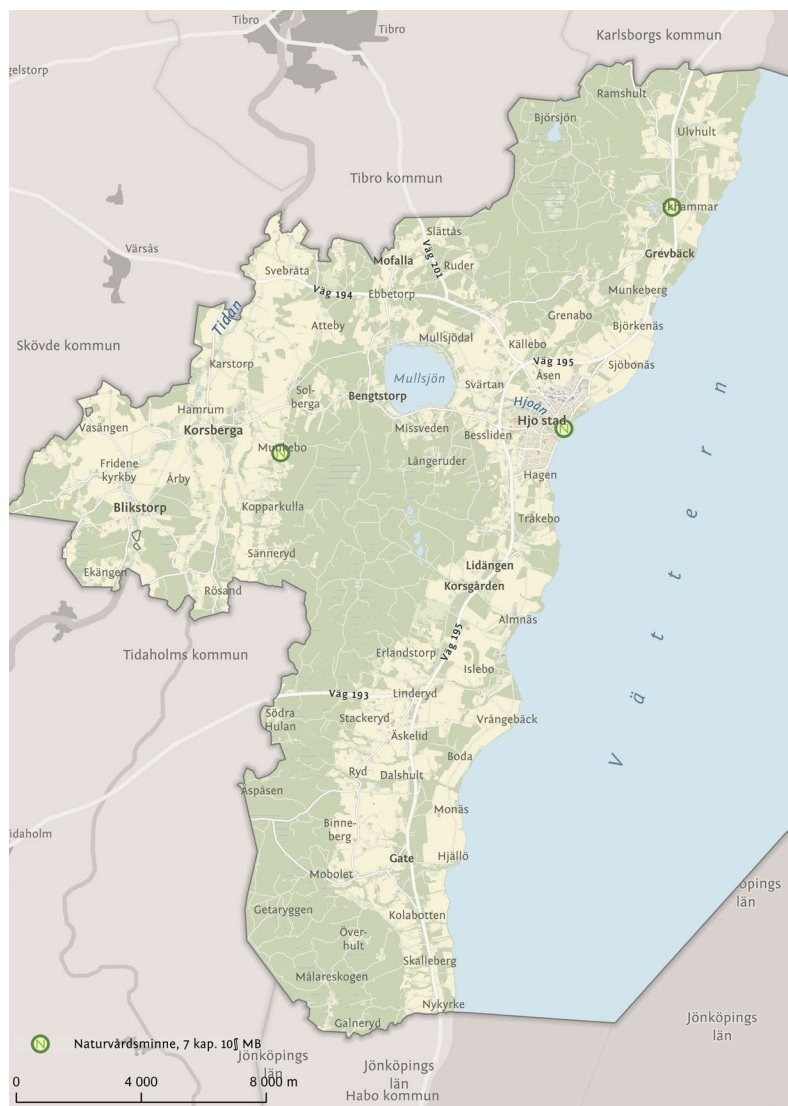 Tibro
Tibro
Karlsborgs kommun
gelstorp
Ramshult
Björsjön
Ulvhult
Tibro kommun
Ekhammar
Slättås
Värsås
Väg 201
Grevbäck
Mofalla
Ruder
Svebråta
Väg 194
Ebbetorp
Munkeberg
Tidan
Grenabo
Atteby
Björkenäs
Mullsjödal
Källebo
Skövde kommun
Väg 195
Sjöbonäs
Karstorp
Åsen
Mullsjön
Svärtan
Sol-
berga
Bengtstorp
Hjoån
Hamrum
Hjo stad
Vasängen
Korsberga
Missveden
Bessliden
Munkebo
Långeruder
Fridene
kyrkby
Årby
Hagen
Blikstorp
Kopparkulla
Tråkebo
Vättern
Sänneryd
Lidängen
Ekängen
Korsgården
Rösand
Almnäs
Väg 195
Tidaholms kommun
Erlandstorp
Islebo
Väg 193
Linderyd
Södra
Hulan
Stackeryd
Vrångebäck
Äskelid
Boda
Ryd
Dalshult
Aspåsen
Monäs
Binne-
berg
idaholm
Gate
Hjällö
Mobolet
öpings
län
Getaryggen
Kolabotten
Över-
hult
Skalleberg
Målareskogen
Nykyrke
Galneryd
Jönköpings
län
N Naturvårdsminne, 7 kap. 10§ MB
Jönköpings
län
Jönköpings
län
Habo kommun
0 4 000 8 000 m